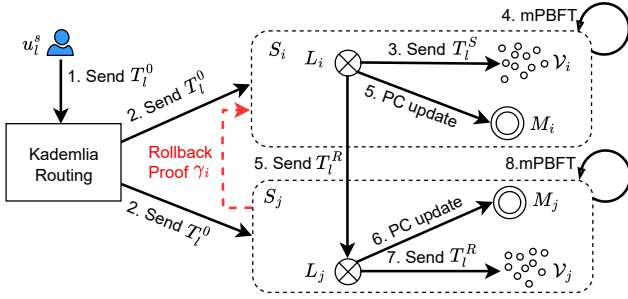 u_l^s
1. Send T_l^0
Kademlia
Routing
2. Send T_l^0
2. Send T_l^0
Rollback
Proof γ_i
S_i
L_i
3. Send T_l^S
4. mPBFT
𝒱_i
5. PC update
M_i
5. Send T_l^R
S_j
8.mPBFT
M_j
6. PC update
L_j
7. Send T_l^R
𝒱_j